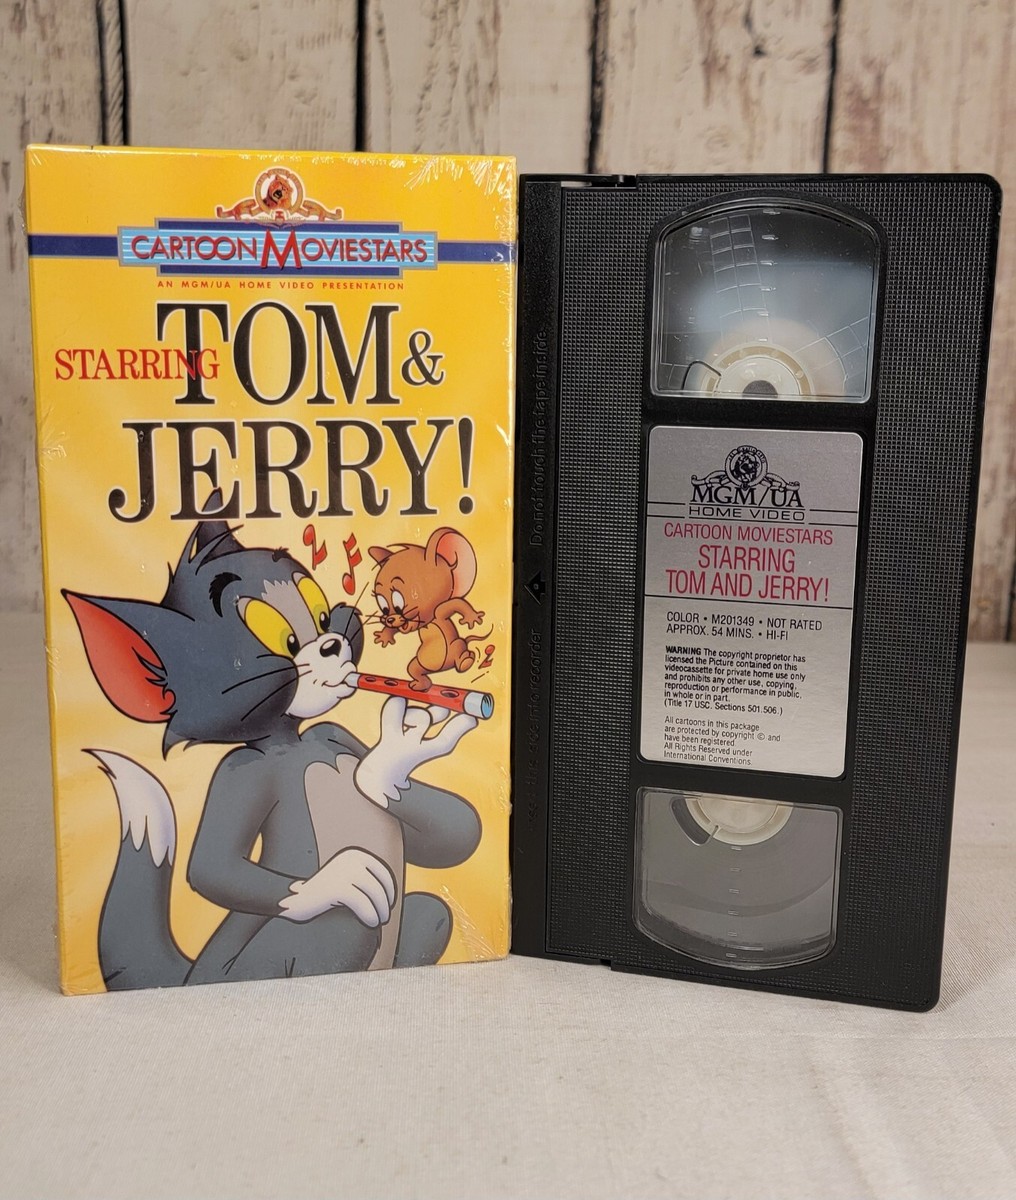 CARTOON MOVIESTARS
AN MGM/UA HOME VIDEO PRESENTATION
STARRING TOM &
JERRY!
Do not touch the tape inside
MGM/UA
HOME VIDEO
CARTOON MOVIESTARS
STARRING
TOM AND JERRY!
COLOR • M201349 • NOT RATED
APPROX. 54 MINS. • HI-FI
WARNING The copyright proprietor has
licensed the Picture contained on this
videocassette for private home use only
and prohibits any other use, copying,
reproduction or performance in public,
in whole or in part.
(Title 17 USC. Sections 501.506.)
All cartoons in this package
are protected by copyright © and
have been registered.
All Rights Reserved under
International Conventions.